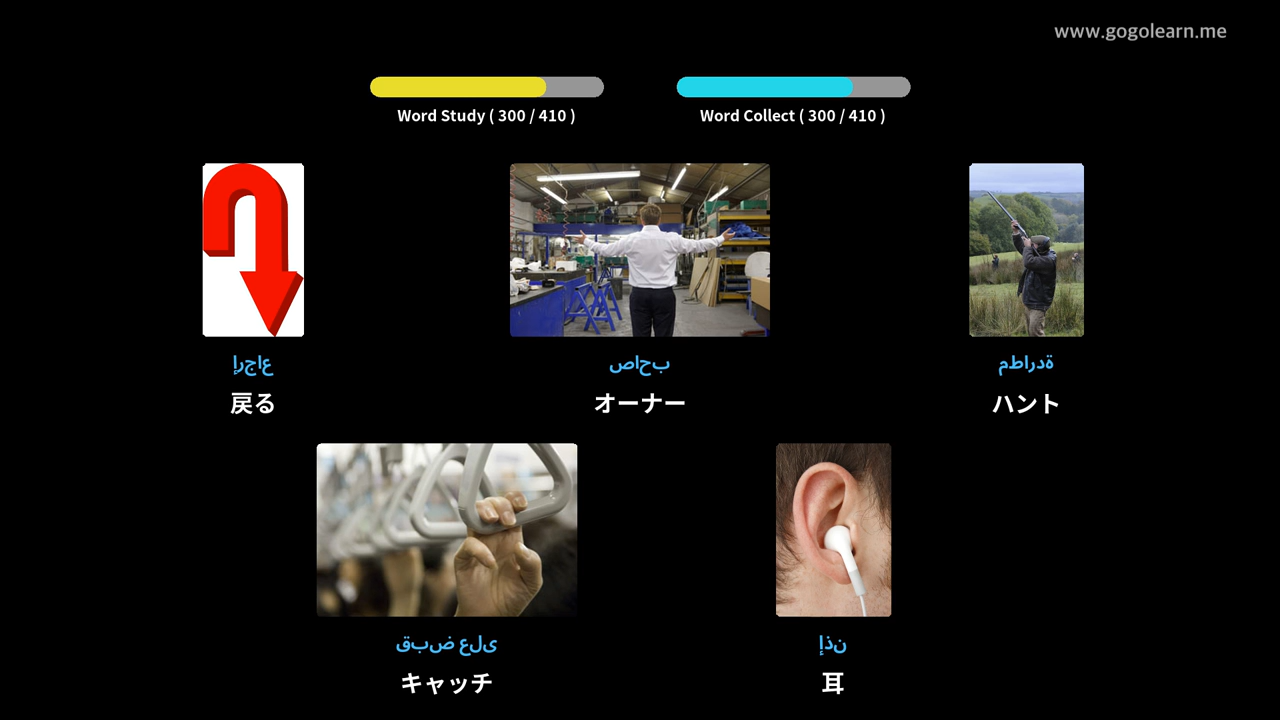 www.gogolearn.me
Word Study ( 300 / 410 )
Word Collect ( 300 / 410 )
إرجاع
صاحب
مطاردة
戻る
オーナー
ハント
قبض على
إذن
キャッチ
耳